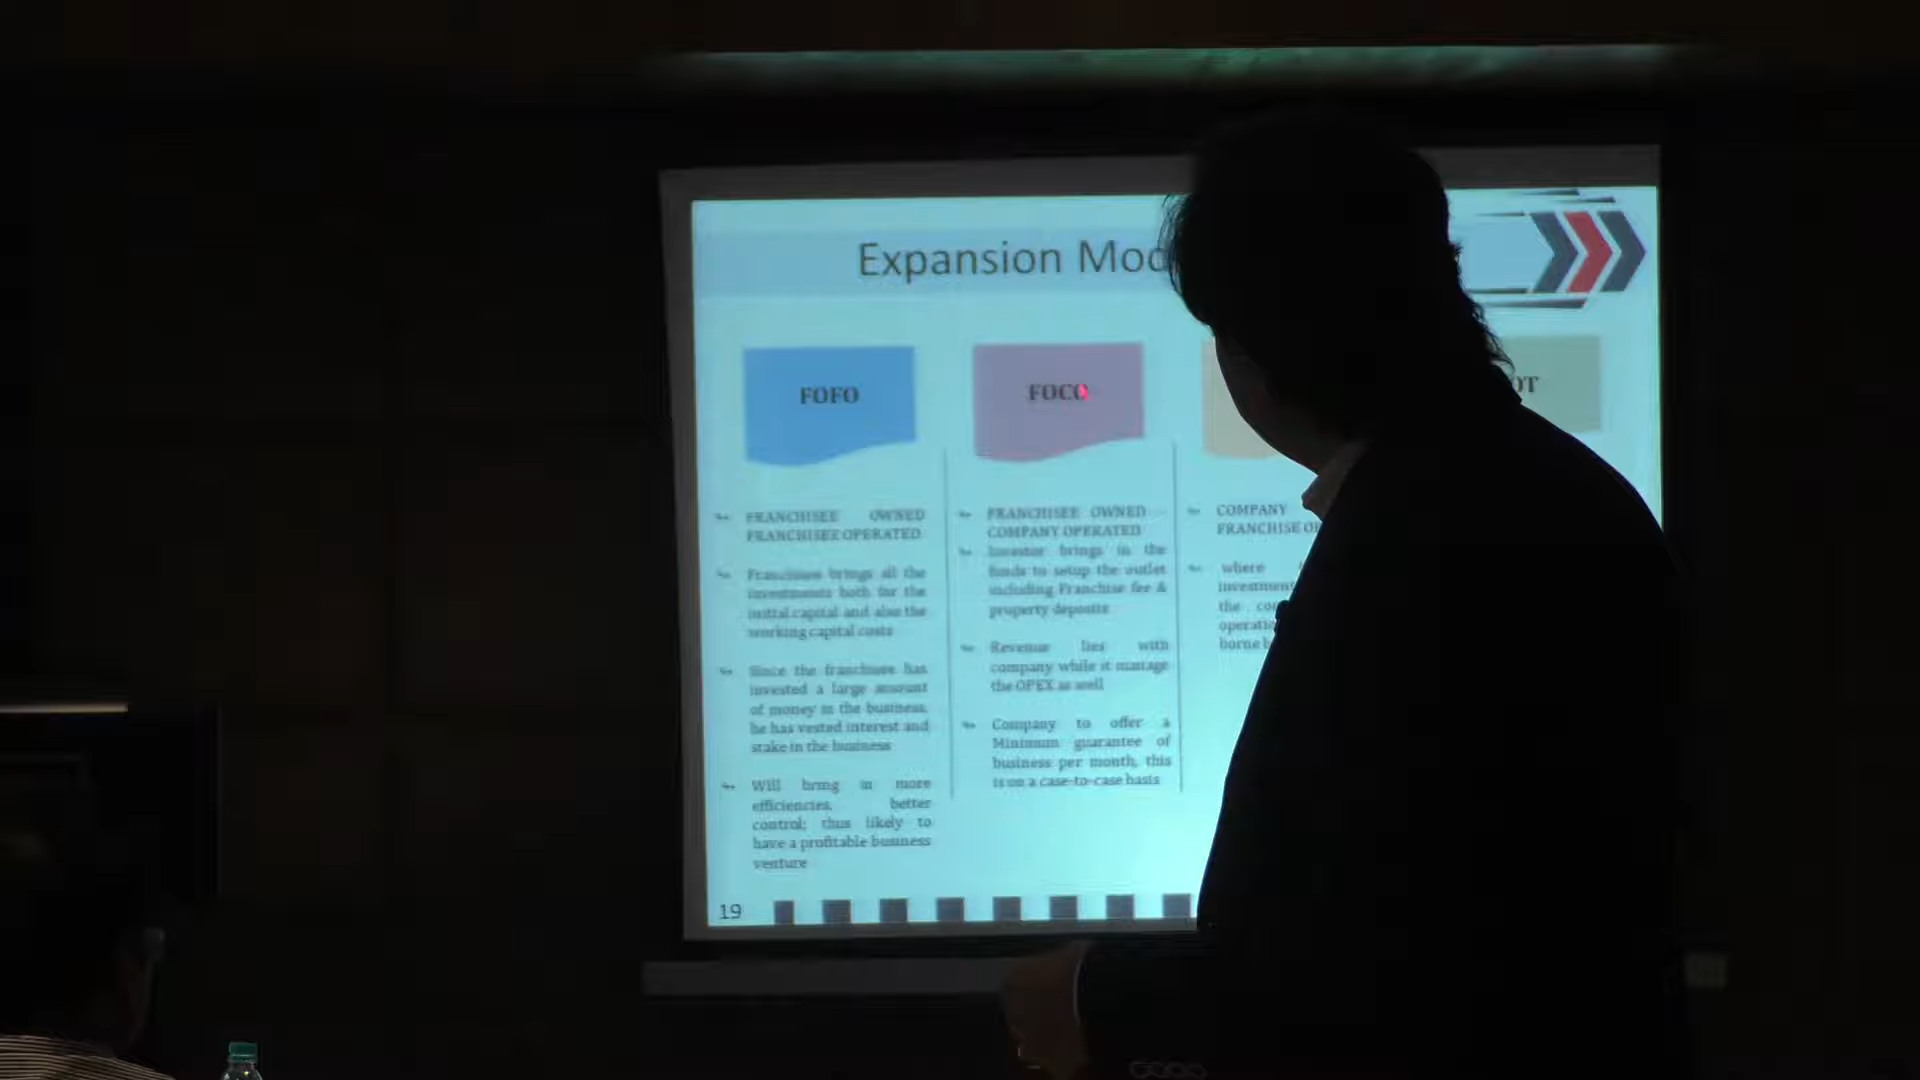 Expansion Mod
FOFO
FOCO
OT
FRANCHISEE OWNED
FRANCHISEE OPERATED
Franchisee brings all the
investments both for the
initial capital and also the
working capital costs
Since the franchisee has
invested a large amount
of money in the business,
he has vested interest and
stake in the business
Will bring in more
efficiencies, better
control; thus likely to
have a profitable business
venture
FRANCHISEE OWNED
COMPANY OPERATED
Investor brings in the
funds to setup the outlet
including Franchise fee &
property deposits
Revenue lies with
company while it manage
the OPEX as well
Company to offer a
Minimum guarantee of
business per month, this
is on a case-to-case basis
COMPANY
FRANCHISE
where
investment
the
borne
19